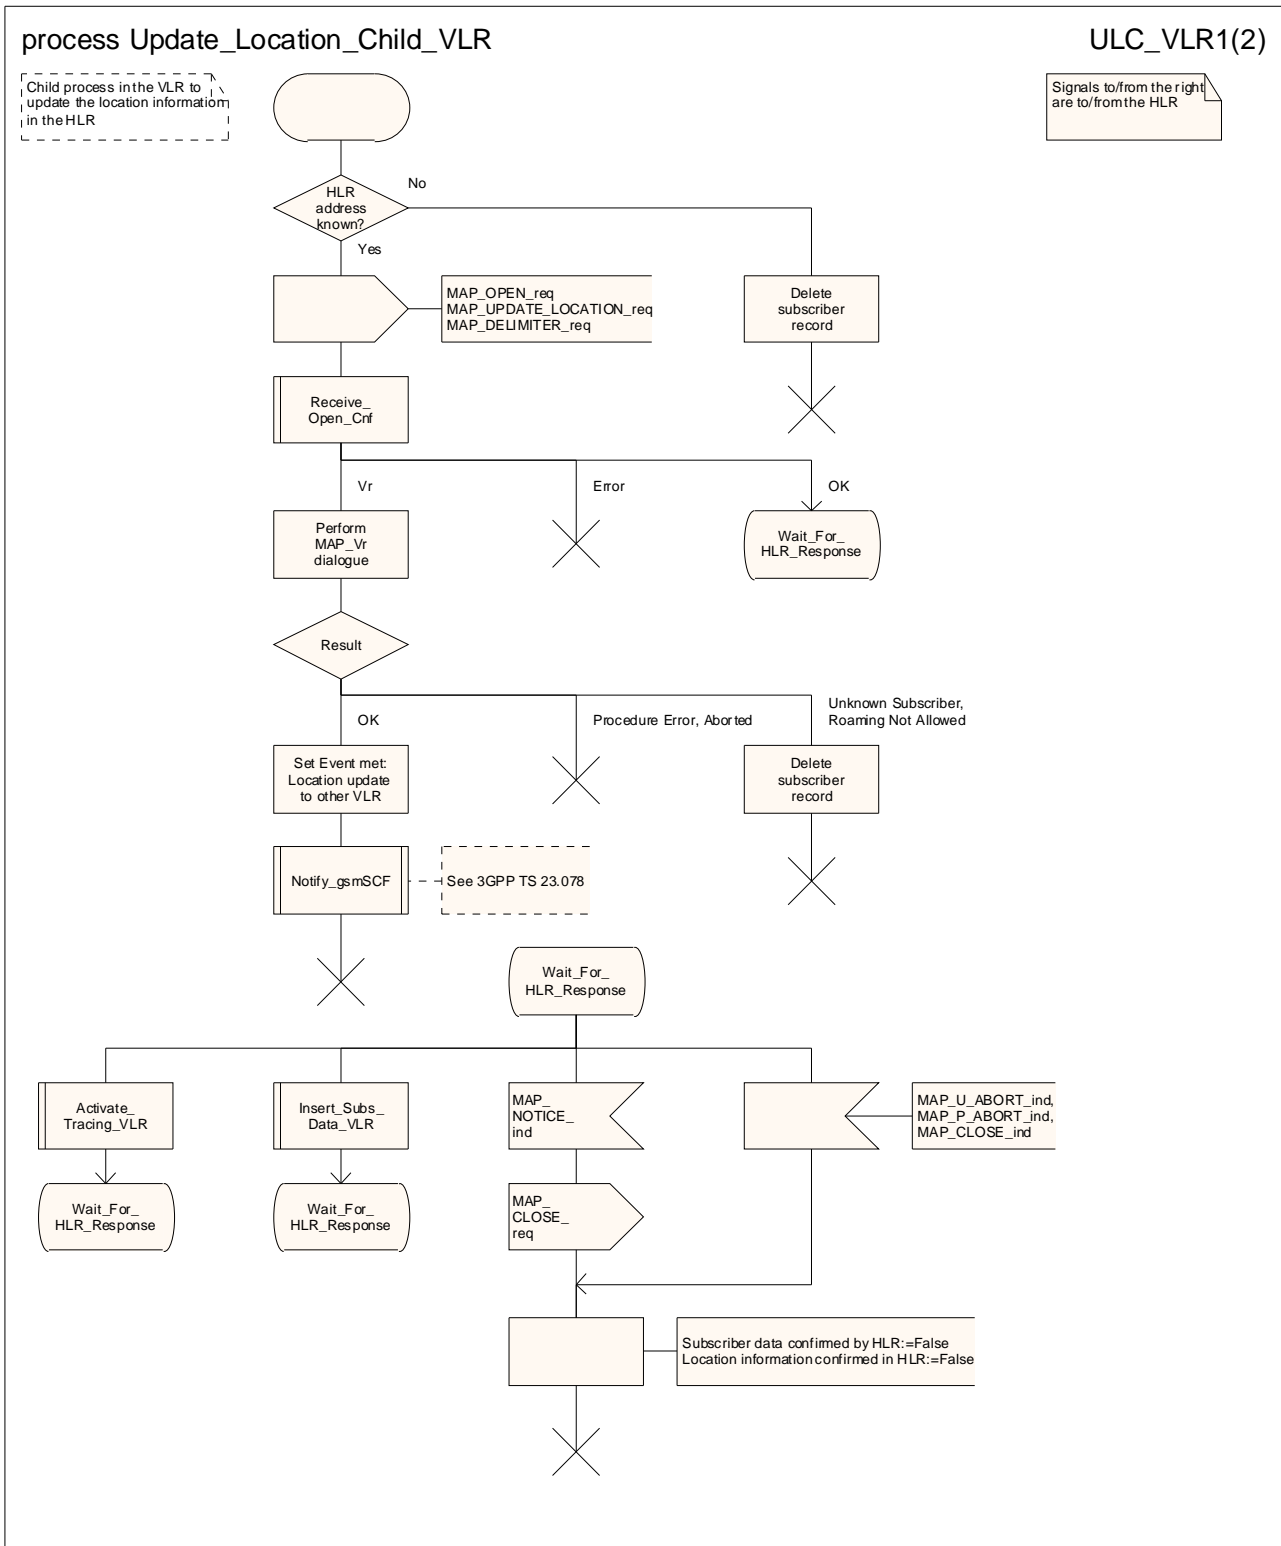 process Update_Location_Child_VLR
ULC_VLR1(2)
Child process in the VLR to
update the location information
in the HLR
Signals to/from the right
are to/from the HLR
HLR
address
known?
No
Yes
MAP_OPEN_req
MAP_UPDATE_LOCATION_req
MAP_DELIMITER_req
Delete
subscriber
record
Receive_
Open_Cnf
Vr
Error
OK
Perform
MAP_Vr
dialogue
Wait_For_
HLR_Response
Result
OK
Procedure Error, Aborted
Unknown Subscriber,
Roaming Not Allowed
Set Event met:
Location update
to other VLR
Delete
subscriber
record
Notify_gsmSCF
See 3GPP TS 23.078
Wait_For_
HLR_Response
Activate_
Tracing_VLR
Insert_Subs_
Data_VLR
MAP_
NOTICE_
ind
MAP_U_ABORT_ind,
MAP_P_ABORT_ind,
MAP_CLOSE_ind
Wait_For_
HLR_Response
Wait_For_
HLR_Response
MAP_
CLOSE_
req
Subscriber data confirmed by HLR:=False
Location information confirmed in HLR:=False